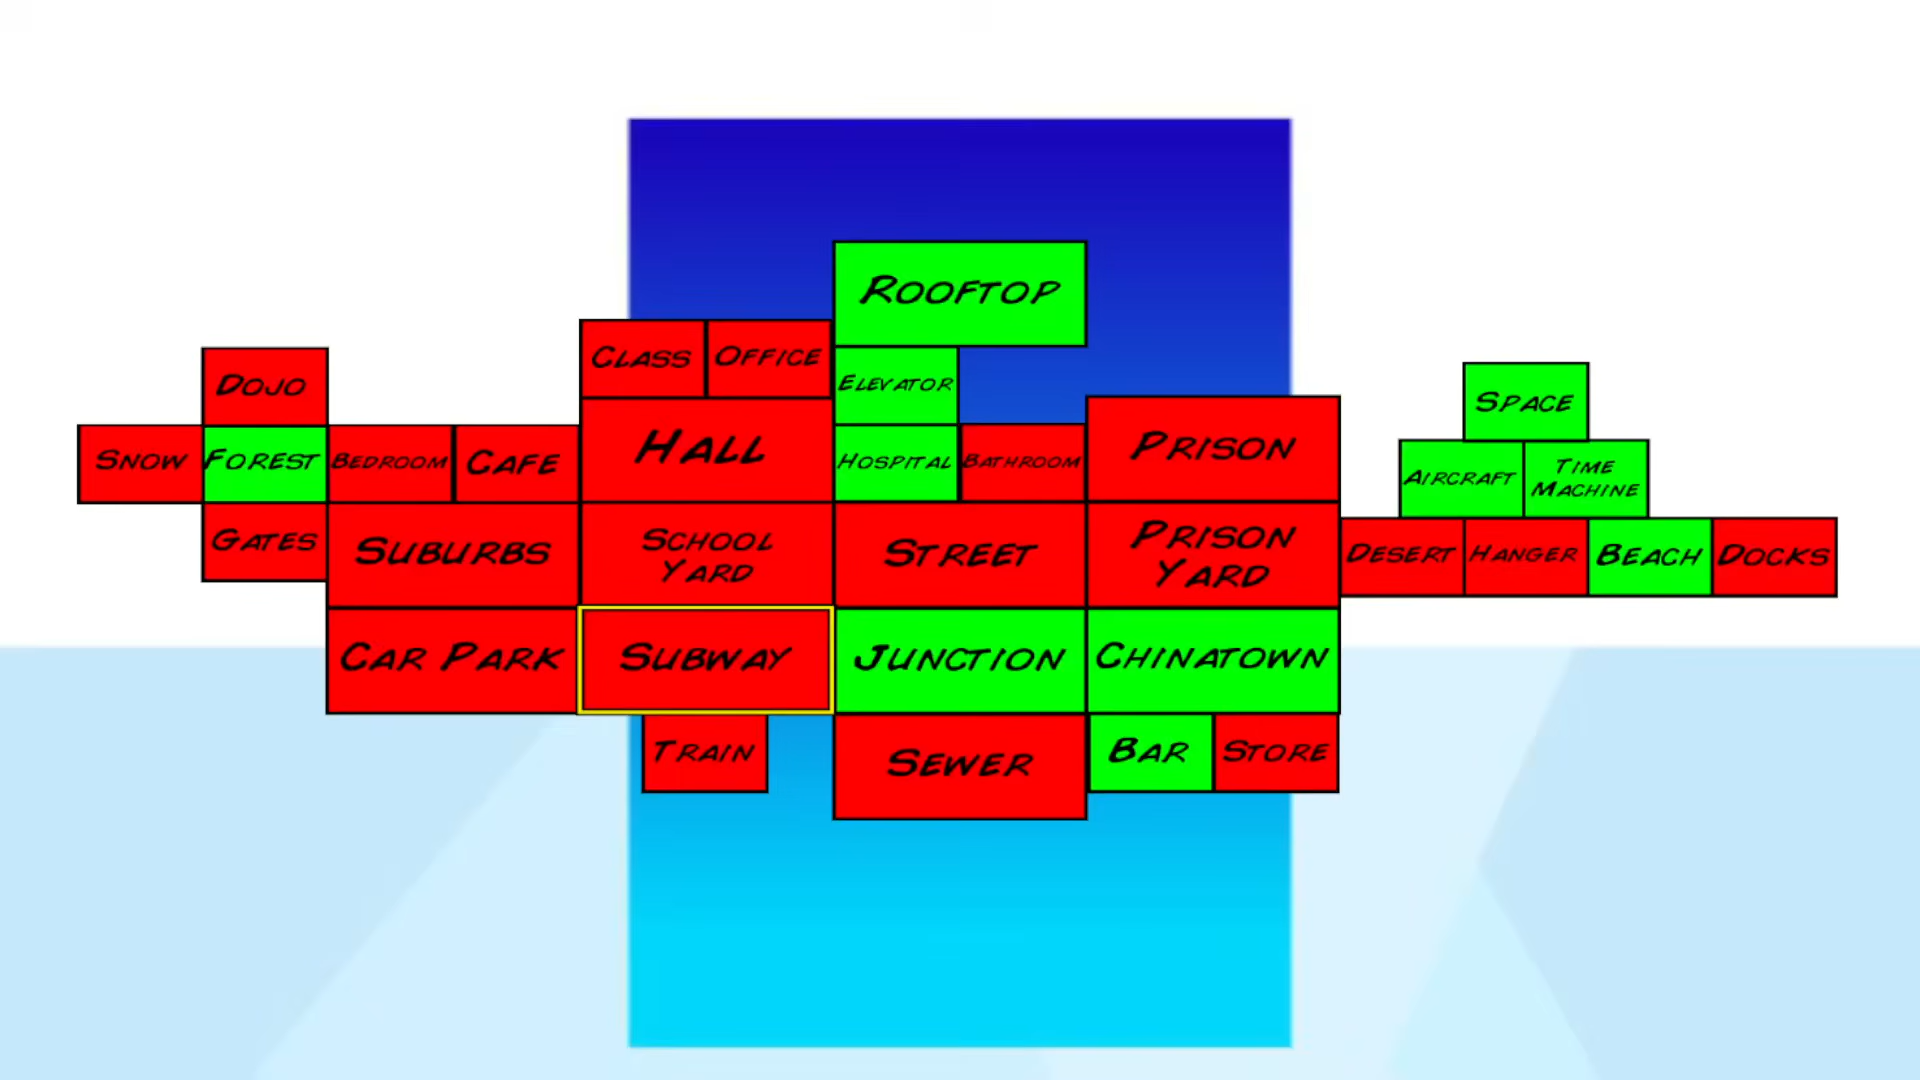 ROOFTOP
CLASS
OFFICE
ELEVATOR
DOJO
SPACE
SNOW
FOREST
BEDROOM
CAFE
HALL
HOSPITAL
BATHROOM
PRISON
AIRCRAFT
TIME
MACHINE
GATES
SUBURBS
SCHOOL
YARD
STREET
PRISON
YARD
DESERT
HANGER
BEACH
DOCKS
CAR PARK
SUBWAY
JUNCTION
CHINATOWN
TRAIN
SEWER
BAR
STORE